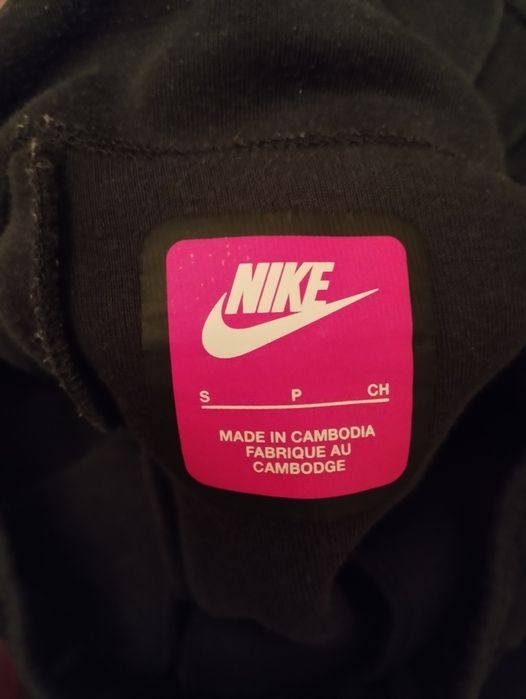 NIKE
S P CH
MADE IN CAMBODIA
FABRIQUE AU
CAMBODGE